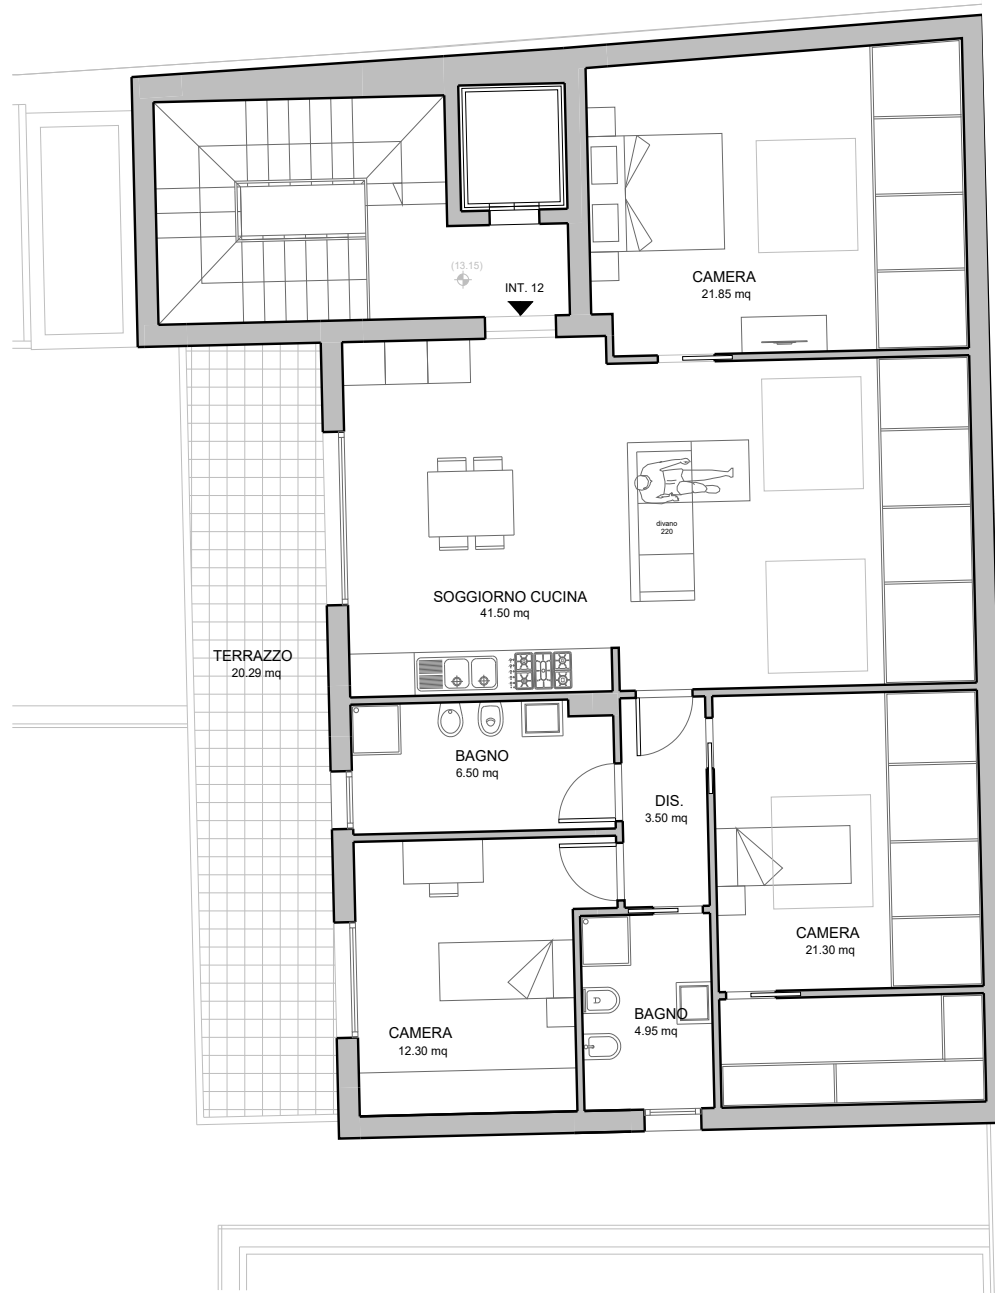 (13.15)
INT. 12
CAMERA
21.85 mq
divano
220
SOGGIORNO CUCINA
41.50 mq
TERRAZZO
20.29 mq
BAGNO
6.50 mq
DIS.
3.50 mq
CAMERA
21.30 mq
BAGNO
4.95 mq
CAMERA
12.30 mq